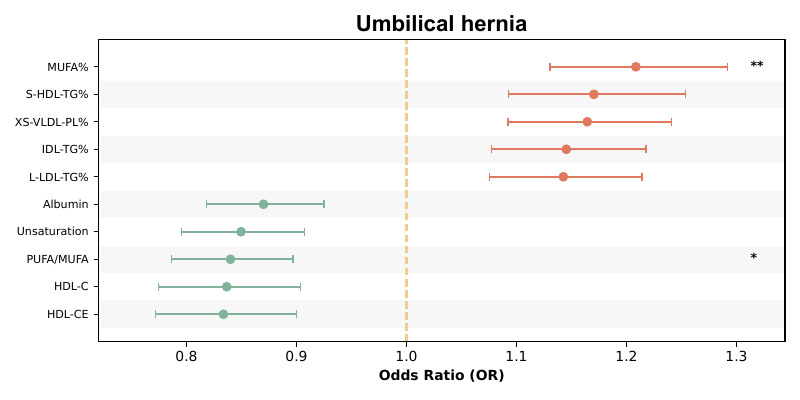 Umbilical hernia
MUFA% **
S-HDL-TG%
XS-VLDL-PL%
IDL-TG%
L-LDL-TG%
Albumin
Unsaturation
PUFA/MUFA *
HDL-C
HDL-CE
0.8 0.9 1.0 1.1 1.2 1.3
Odds Ratio (OR)